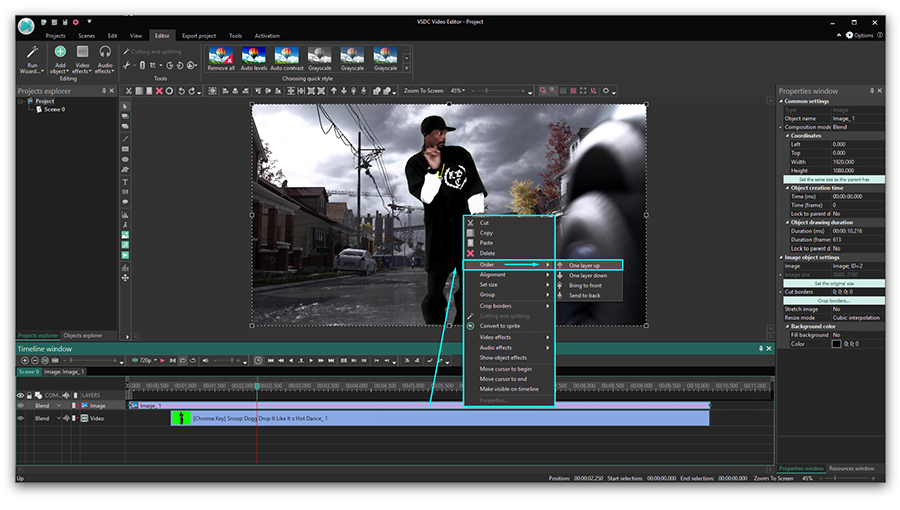 VSDC Video Editor - Project
Projects Scenes Edit View Editor Export project Tools Activation
Options
Run Wizard...
Add object
Video effects
Audio effects
Editing
Cutting and splitting
Tools
Remove all Auto levels Auto contrast Grayscale Grayscale Grayscale
Choosing quick style
Projects explorer
Project
Scene 0
Zoom To Screen 45%
Projects explorer Objects explorer
Cut
Copy
Paste
Delete
Order
Alignment
Set size
Group
Crop borders
Cutting and splitting
Convert to sprite
Video effects
Audio effects
Show object effects
Move cursor to begin
Move cursor to end
Make visible on timeline
Properties...
One layer up
One layer down
Bring to front
Send to back
Properties window
Common settings
Type Image
Object name Image_ 1
Composition mode Blend
Coordinates
Left 0.000
Top 0.000
Width 1920.000
Height 1080.000
Set the same size as the parent has
Object creation time
Time (ms) 00:00:00.000
Time (frame) 0
Lock to parent d No
Object drawing duration
Duration (ms) 00:00:10.216
Duration (frames) 613
Lock to parent d No
Image object settings
Image Image; ID=2
Image size 3840; 2160
Set the original size
Cut borders 0; 0; 0; 0
Crop borders...
Stretch image No
Resize mode Cubic interpolation
Background color
Fill background No
Color 0; 0; 0
Properties window Resources window
Timeline window
720p
Scene 0 Image: Image_ 1
COM... LAYERS
Blend Image
Image_ 1
Blend Video
[Chroma Key] Snoop Dogg Drop It Like It s Hot Dance_ 1
Up
Position: 00:00:02.250 Start selection: 00:00:00.000 End selection: 00:00:00.000 Zoom To Screen 45%